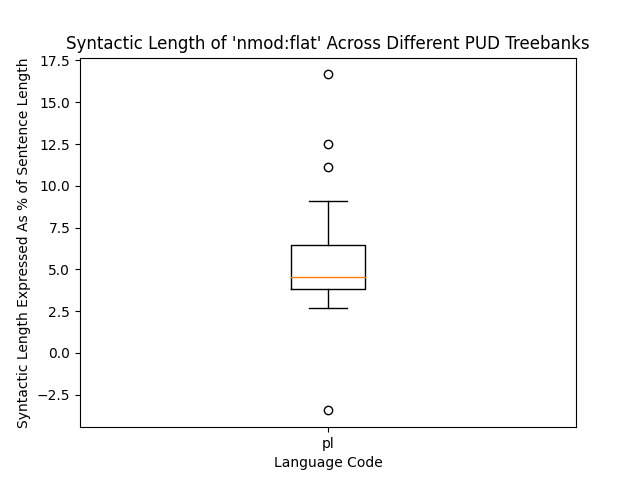 Syntactic Length of 'nmod:flat' Across Different PUD Treebanks
Syntactic Length Expressed As % of Sentence Length
17.5
15.0
12.5
10.0
7.5
5.0
2.5
0.0
−2.5
pl
Language Code